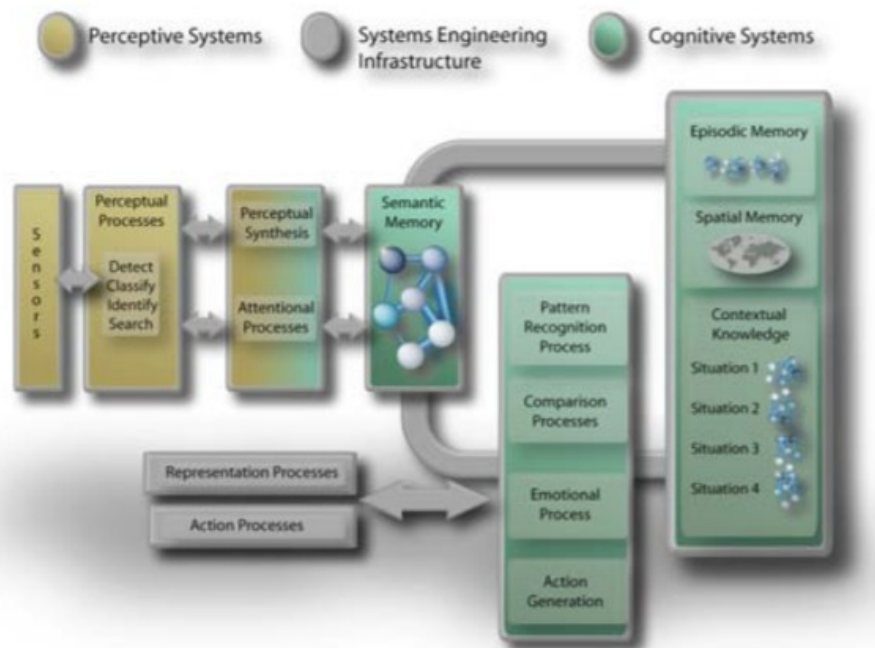 Perceptive Systems
Systems Engineering
Infrastructure
Cognitive Systems
Sensors
Perceptual
Processes
Detect
Classify
Identify
Search
Perceptual
Synthesis
Attentional
Processes
Semantic
Memory
Pattern
Recognition
Process
Comparison
Processes
Emotional
Process
Action
Generation
Episodic Memory
Spatial Memory
Contextual
Knowledge
Situation 1
Situation 2
Situation 3
Situation 4
Representation Processes
Action Processes